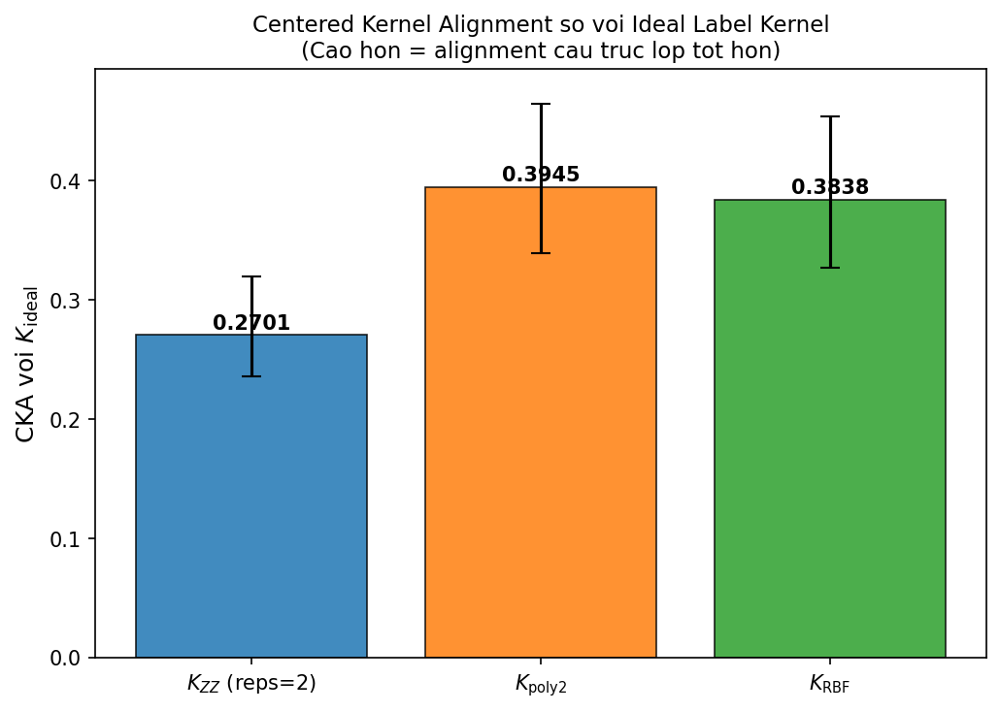 Centered Kernel Alignment so voi Ideal Label Kernel
(Cao hon = alignment cau truc lop tot hon)
CKA voi K_ideal
0.4
0.3
0.2
0.1
0.0
0.2701
0.3945
0.3838
K_ZZ (reps=2)
K_poly2
K_RBF